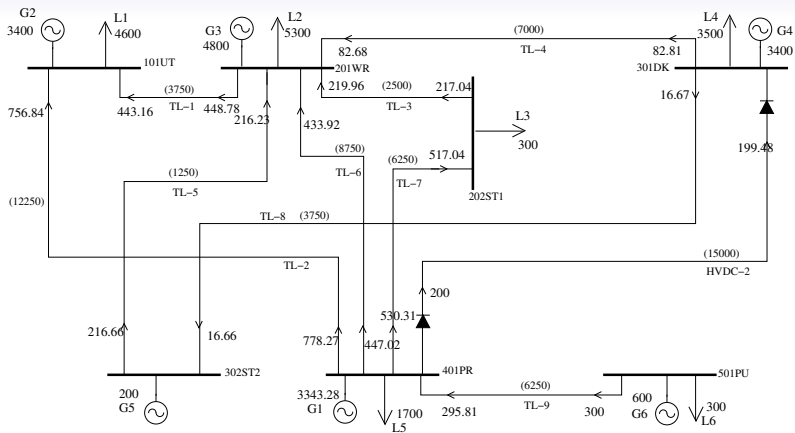 G2
3400
L1
4600
G3
4800
L2
5300
(7000)
82.68
TL-4
82.81
L4
3500
G4
3400
101UT
201WR
301DK
(3750)
TL-1
443.16
448.78
219.96
(2500)
TL-3
217.04
16.67
756.84
216.23
433.92
L3
300
199.48
(8750)
TL-6
(6250)
TL-7
517.04
(1250)
TL-5
202ST1
(12250)
TL-8
(3750)
TL-2
(15000)
HVDC-2
200
530.31
216.66
16.66
778.27
447.02
302ST2
401PR
501PU
200
G5
3343.28
G1
1700
L5
295.81
(6250)
TL-9
300
600
G6
300
L6